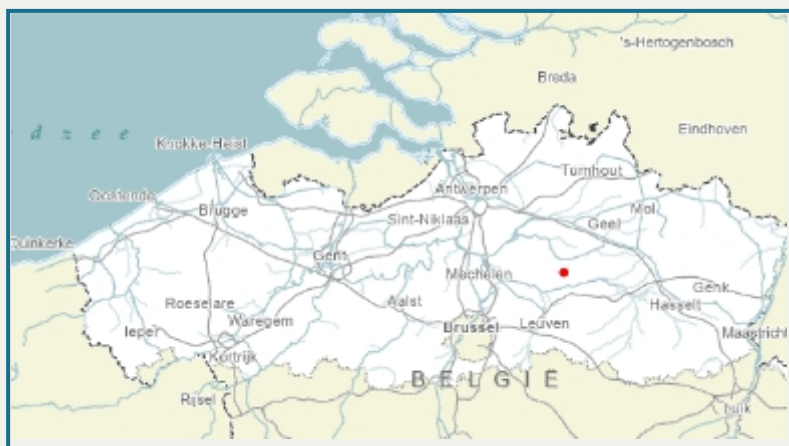 's-Hertogenbosch
Breda
dzee
Eindhoven
Knokke-Heist
Turnhout
Antwerpen
Oostende
Mol
Brugge
Sint-Niklaas
Geel
Duinkerke
Gent
Mechelen
Genk
Roeselare
Aalst
Hasselt
Waregem
Brussel
Leuven
Ieper
Maastricht
Kortrijk
BELGIË
Rijsel
Luik